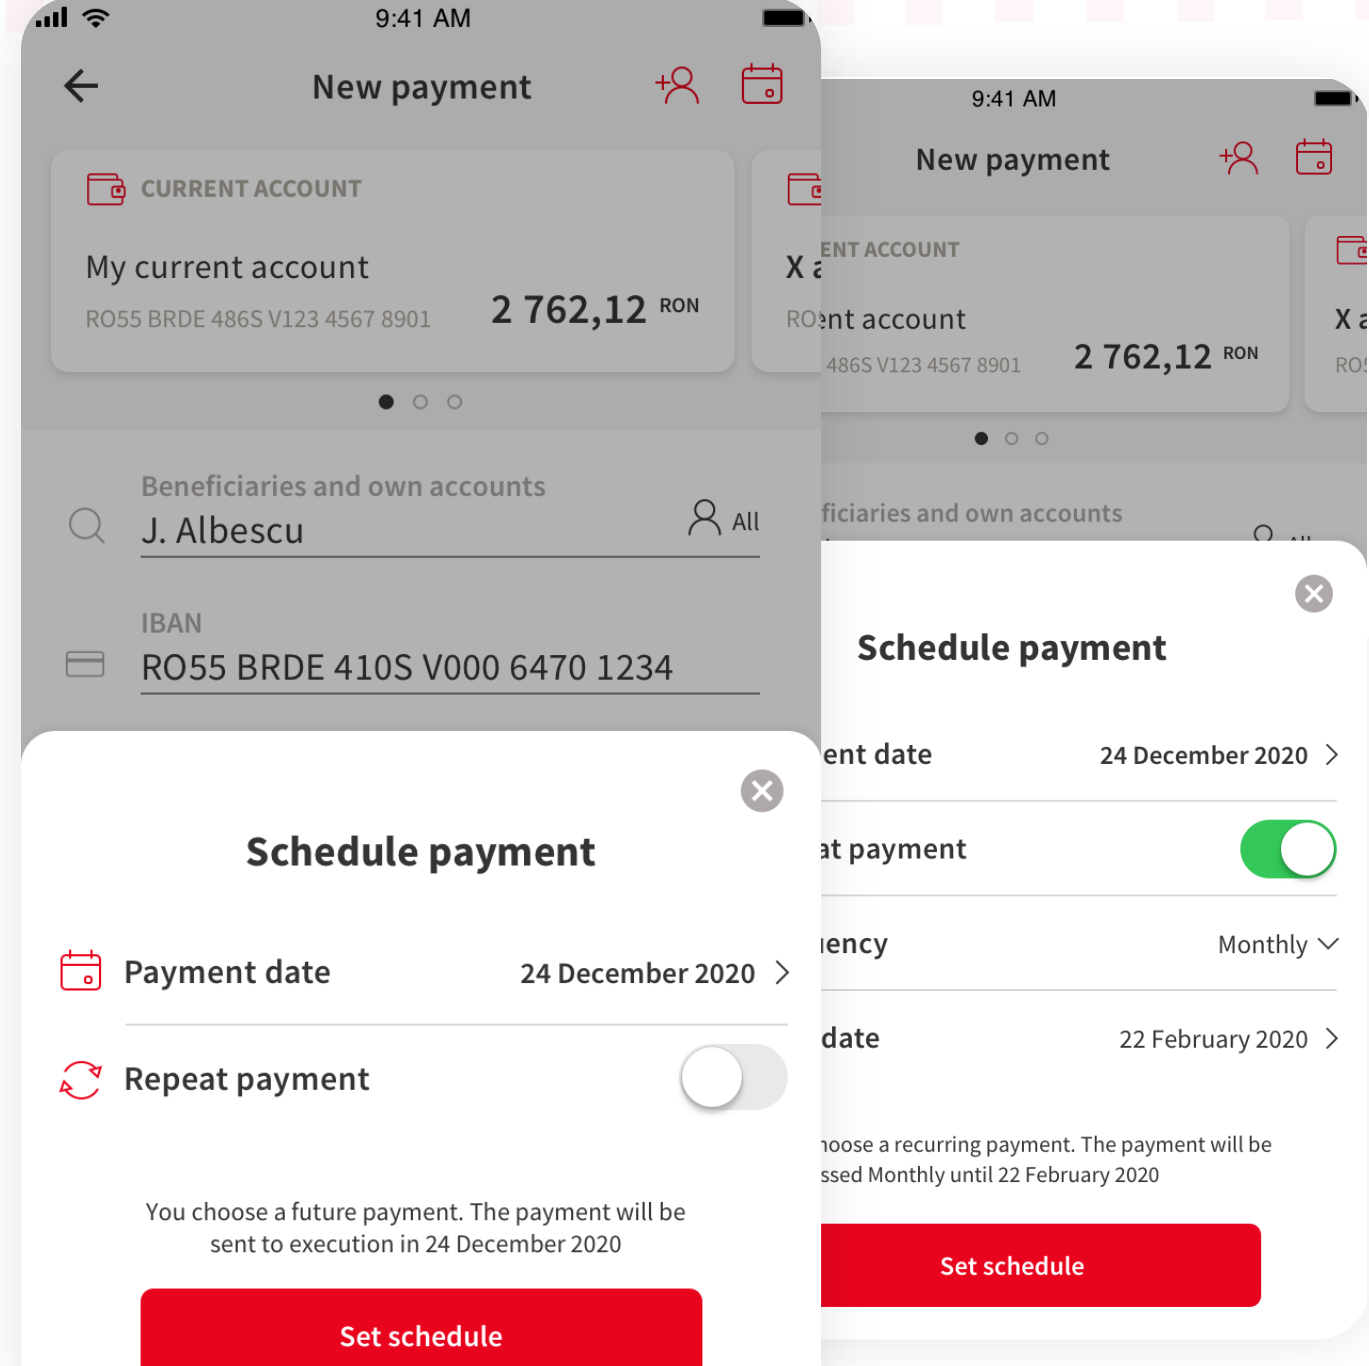 9:41 AM
New payment
CURRENT ACCOUNT
My current account
RO55 BRDE 486S V123 4567 8901
2 762,12 RON
X
Beneficiaries and own accounts
J. Albescu
All
IBAN
RO55 BRDE 410S V000 6470 1234
Schedule payment
Payment date
24 December 2020
Repeat payment
You choose a future payment. The payment will be
sent to execution in 24 December 2020
Set schedule
9:41 AM
New payment
ENT ACCOUNT
ent account
486S V123 4567 8901
2 762,12 RON
X
ficiaries and own accounts
Schedule payment
ent date
24 December 2020
at payment
ency
Monthly
date
22 February 2020
oose a recurring payment. The payment will be
ssed Monthly until 22 February 2020
Set schedule